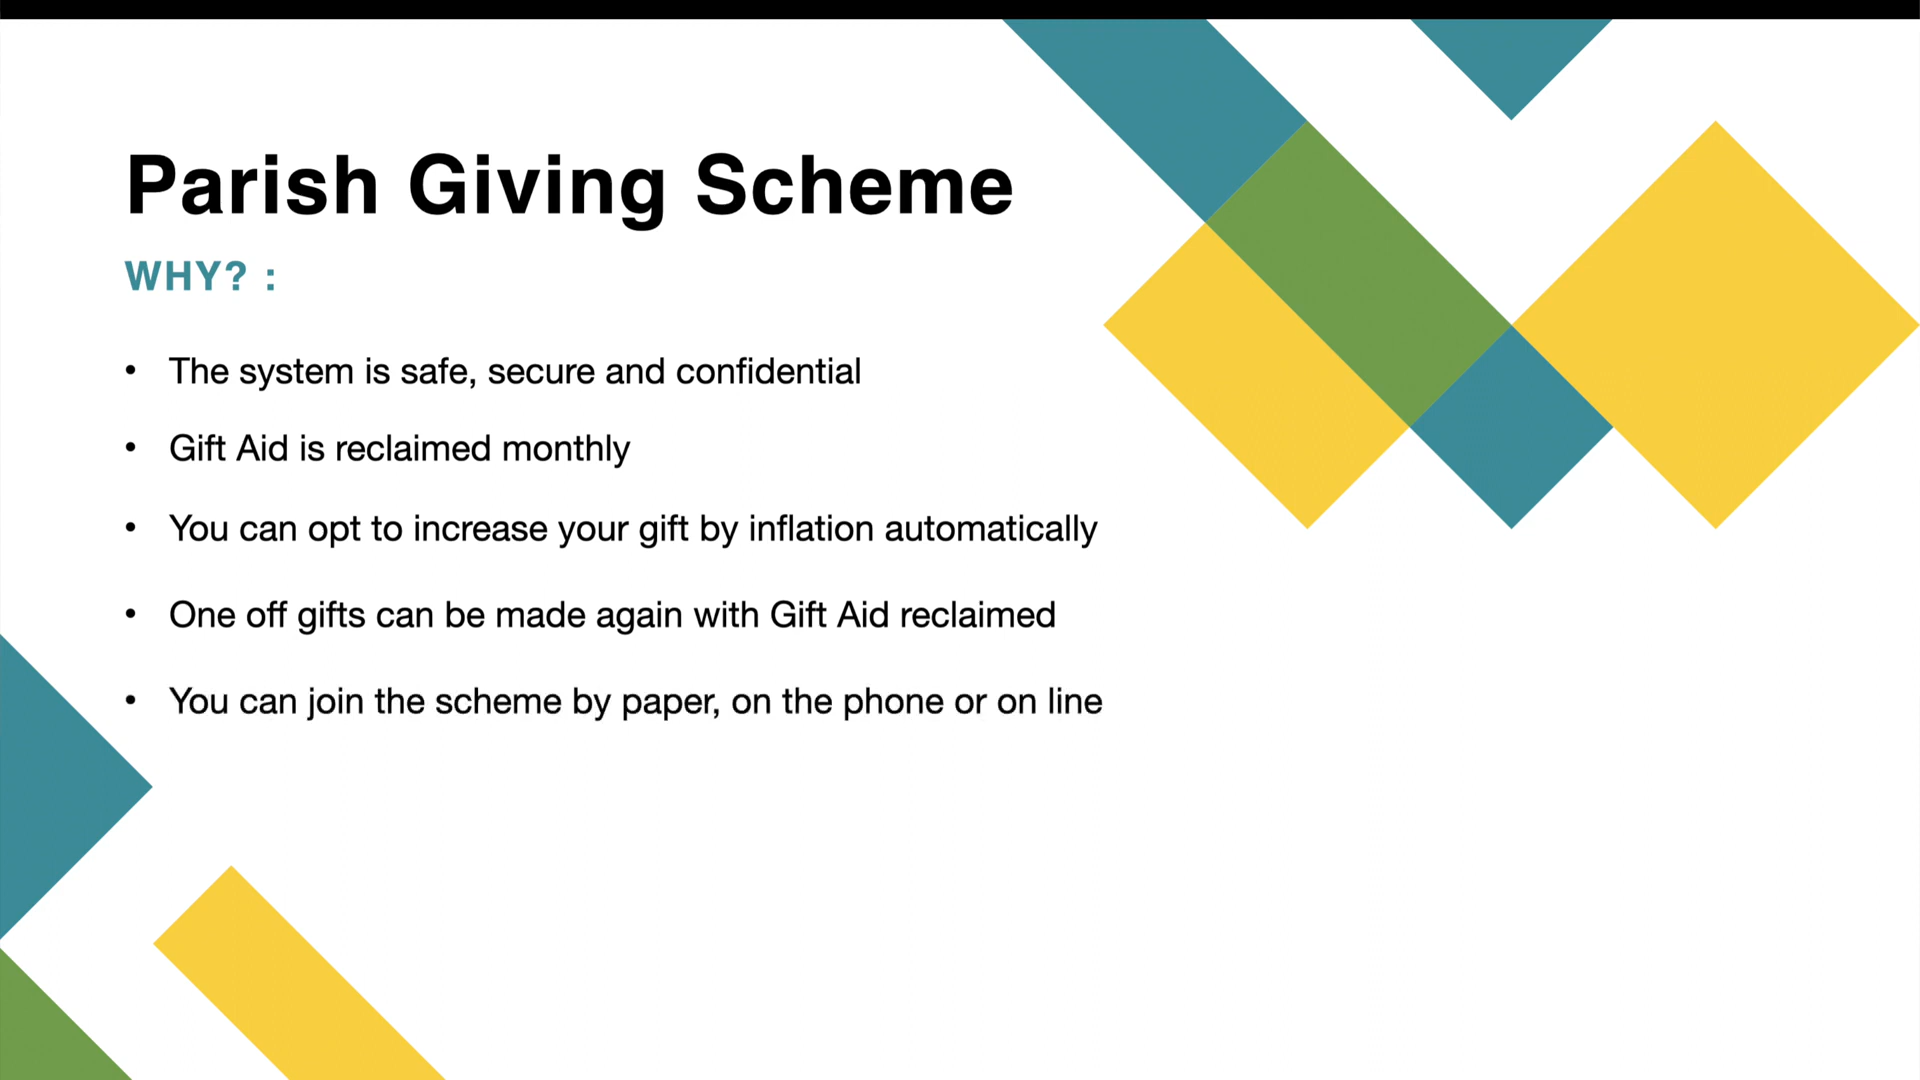 Parish Giving Scheme
WHY? :
• The system is safe, secure and confidential
• Gift Aid is reclaimed monthly
• You can opt to increase your gift by inflation automatically
• One off gifts can be made again with Gift Aid reclaimed
• You can join the scheme by paper, on the phone or on line